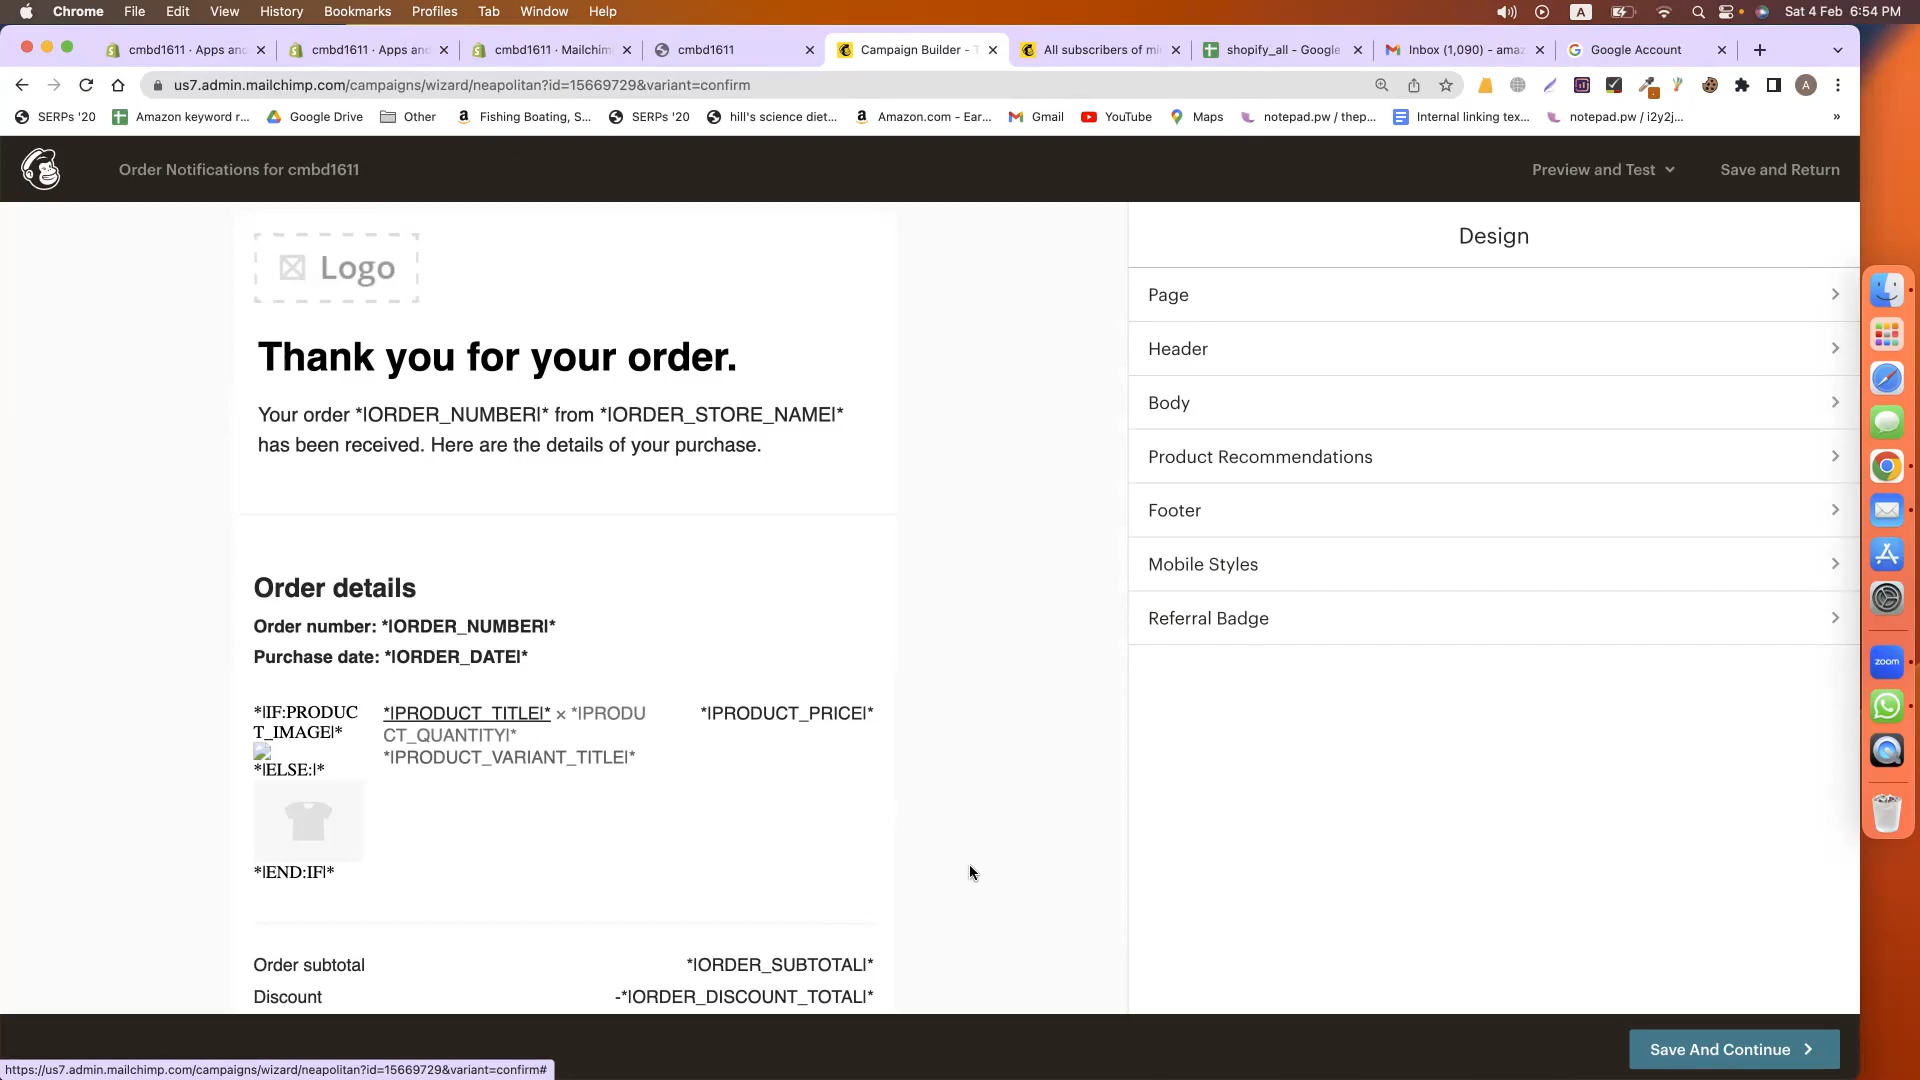 Chrome File Edit View History Bookmarks Profiles Tab Window Help A Sat 4 Feb 6:54 PM
cmbd1611 · Apps and cmbd1611 · Apps and cmbd1611 · Mailchim cmbd1611 Campaign Builder - T All subscribers of mi shopify_all - Google Inbox (1,090) - amaz Google Account
us7.admin.mailchimp.com/campaigns/wizard/neapolitan?id=15669729&variant=confirm A
SERPs '20 Amazon keyword r... Google Drive Other Fishing Boating, S... SERPs '20 hill's science diet... Amazon.com - Ear... Gmail YouTube Maps notepad.pw / thep... Internal linking tex... notepad.pw / i2y2j... »
Order Notifications for cmbd1611 Preview and Test Save and Return
Logo
Thank you for your order.
Your order *|ORDER_NUMBER|* from *|ORDER_STORE_NAME|*
has been received. Here are the details of your purchase.
Order details
Order number: *|ORDER_NUMBER|*
Purchase date: *|ORDER_DATE|*
*|IF:PRODUC
T_IMAGE|*
*|ELSE:|*
*|END:IF|*
*|PRODUCT_TITLE|* × *|PRODU
CT_QUANTITY|*
*|PRODUCT_VARIANT_TITLE|*
*|PRODUCT_PRICE|*
Order subtotal *|ORDER_SUBTOTAL|*
Discount -*|ORDER_DISCOUNT_TOTAL|*
Design
Page
Header
Body
Product Recommendations
Footer
Mobile Styles
Referral Badge
zoom
Save And Continue
https://us7.admin.mailchimp.com/campaigns/wizard/neapolitan?id=15669729&variant=confirm#